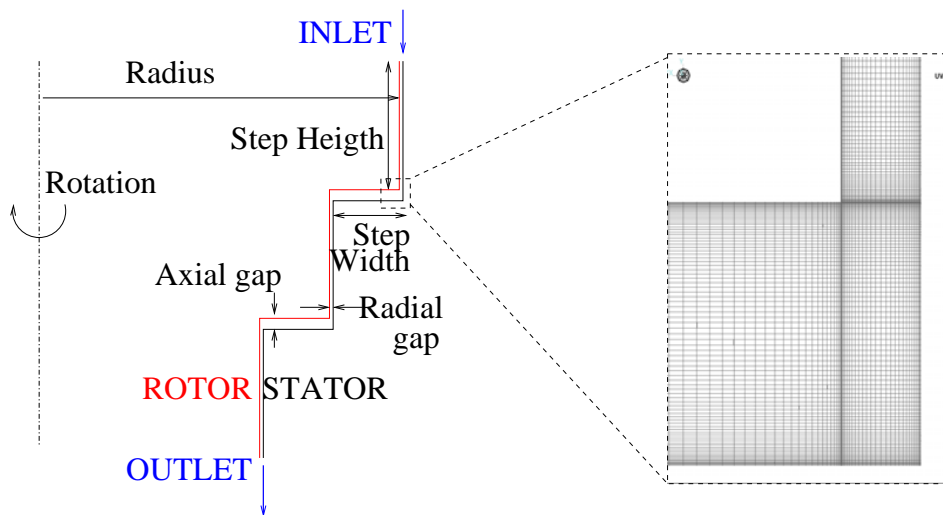 INLET
Radius
Step Heigth
Rotation
Step
Width
Axial gap
Radial
gap
ROTOR STATOR
OUTLET